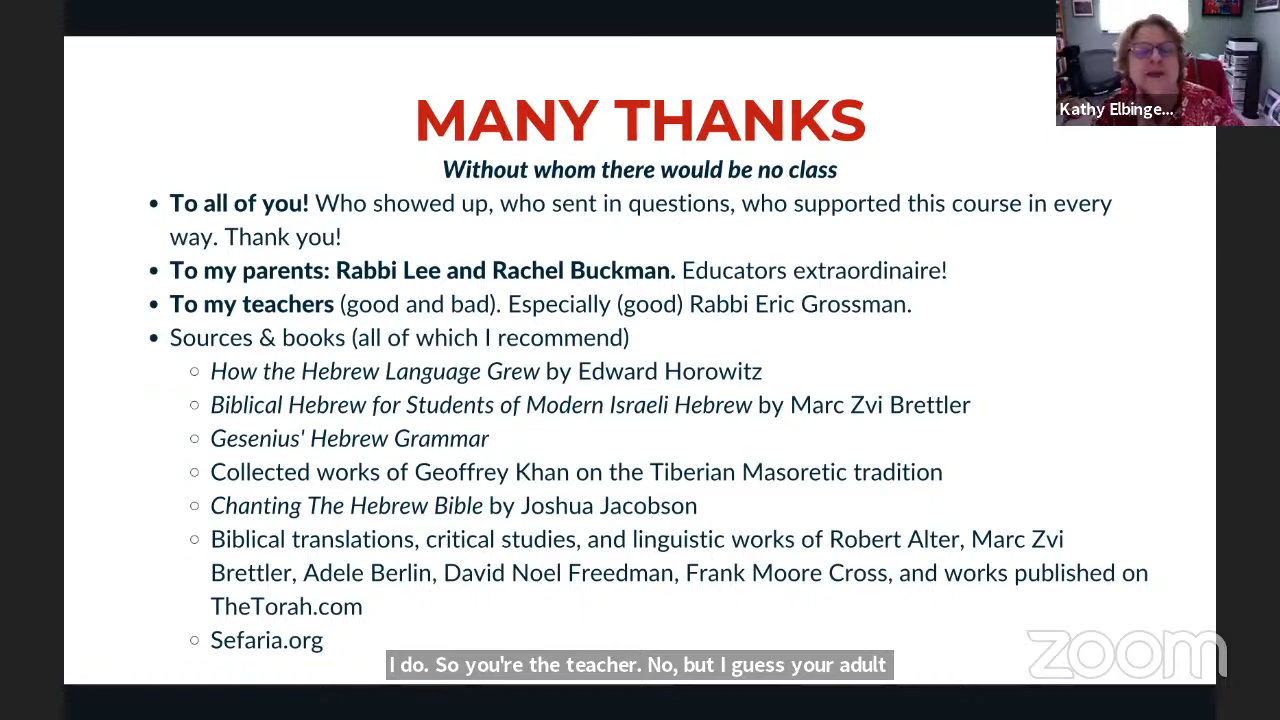 Kathy Elbinge...
MANY THANKS
Without whom there would be no class
• To all of you! Who showed up, who sent in questions, who supported this course in every
way. Thank you!
• To my parents: Rabbi Lee and Rachel Buckman. Educators extraordinaire!
• To my teachers (good and bad). Especially (good) Rabbi Eric Grossman.
• Sources & books (all of which I recommend)
○ How the Hebrew Language Grew by Edward Horowitz
○ Biblical Hebrew for Students of Modern Israeli Hebrew by Marc Zvi Brettler
○ Gesenius' Hebrew Grammar
○ Collected works of Geoffrey Khan on the Tiberian Masoretic tradition
○ Chanting The Hebrew Bible by Joshua Jacobson
○ Biblical translations, critical studies, and linguistic works of Robert Alter, Marc Zvi
Brettler, Adele Berlin, David Noel Freedman, Frank Moore Cross, and works published on
TheTorah.com
○ Sefaria.org
I do. So you're the teacher. No, but I guess your adult
zoom